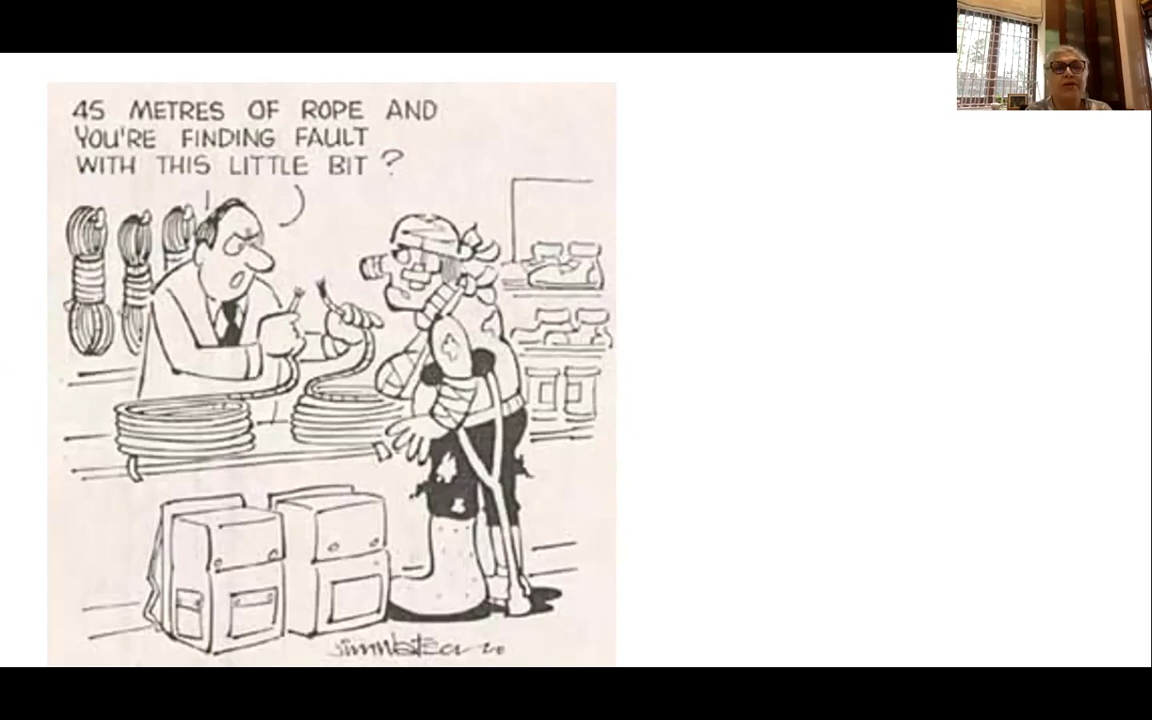 45 METRES OF ROPE AND
YOU'RE FINDING FAULT
WITH THIS LITTLE BIT ?